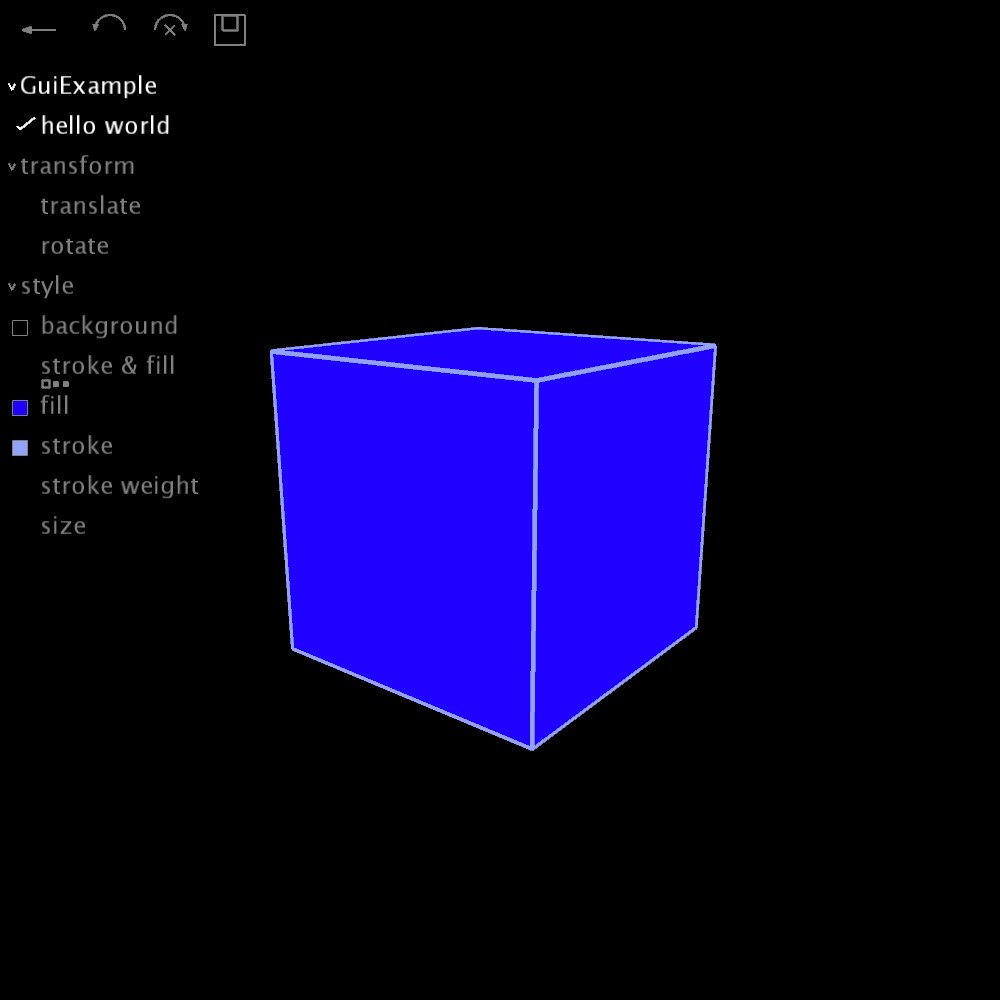 GuiExample
hello world
transform
translate
rotate
style
background
stroke & fill
fill
stroke
stroke weight
size